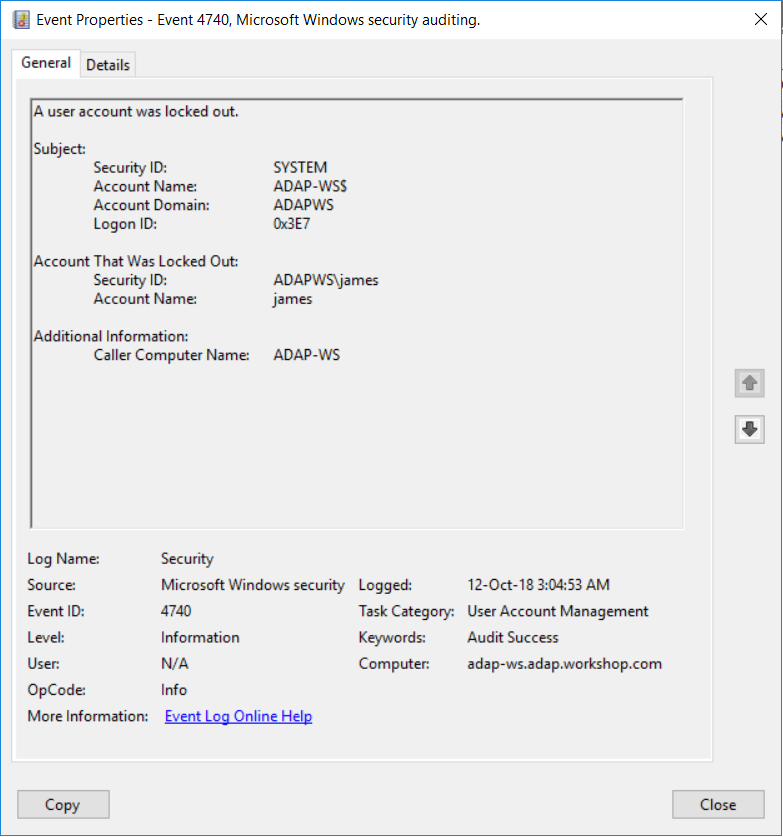 Event Properties - Event 4740, Microsoft Windows security auditing.
General Details
A user account was locked out.
Subject:
Security ID: SYSTEM
Account Name: ADAP-WS$
Account Domain: ADAPWS
Logon ID: 0x3E7
Account That Was Locked Out:
Security ID: ADAPWS\james
Account Name: james
Additional Information:
Caller Computer Name: ADAP-WS
Log Name: Security
Source: Microsoft Windows security Logged: 12-Oct-18 3:04:53 AM
Event ID: 4740 Task Category: User Account Management
Level: Information Keywords: Audit Success
User: N/A Computer: adap-ws.adap.workshop.com
OpCode: Info
More Information: Event Log Online Help
Copy Close